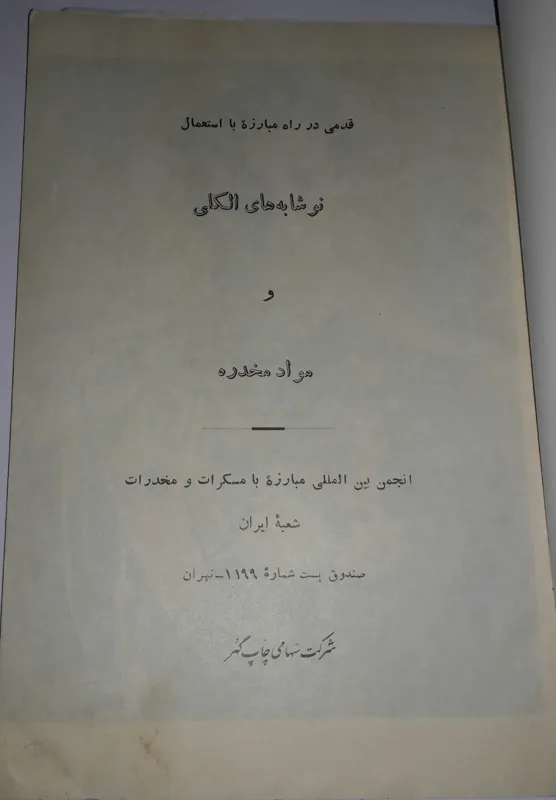 قدمی در راه مبارزهٔ با استعمال
نوشابه‌های الکلی
و
مواد مخدره
انجمن بین المللی مبارزهٔ با مسکرات و مخدرات
شعبهٔ ایران
صندوق پست شمارهٔ ۱۱۹۹ـ تهران
شرکت سهامی چاپ گهر